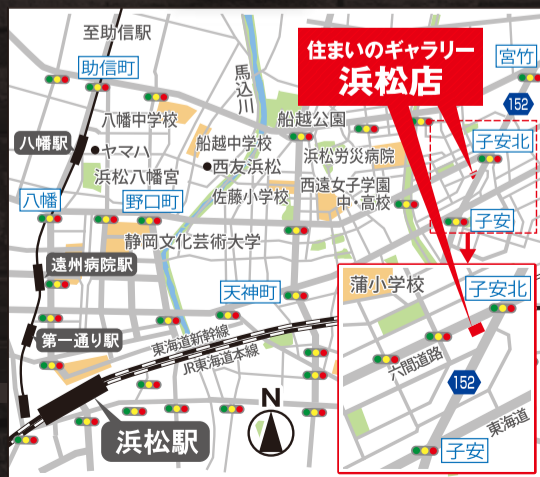 至助信駅
助信町
馬込川
住まいのギャラリー
浜松店
宮竹
152
八幡中学校
船越公園
八幡駅
ヤマハ
船越中学校
西友浜松
浜松労災病院
子安北
浜松八幡宮
佐藤小学校
西遠女子学園
中・高校
八幡
野口町
子安
静岡文化芸術大学
遠州病院駅
天神町
蒲小学校
子安北
第一通り駅
東海道新幹線
JR東海道本線
六間道路
152
N
東海道
浜松駅
子安